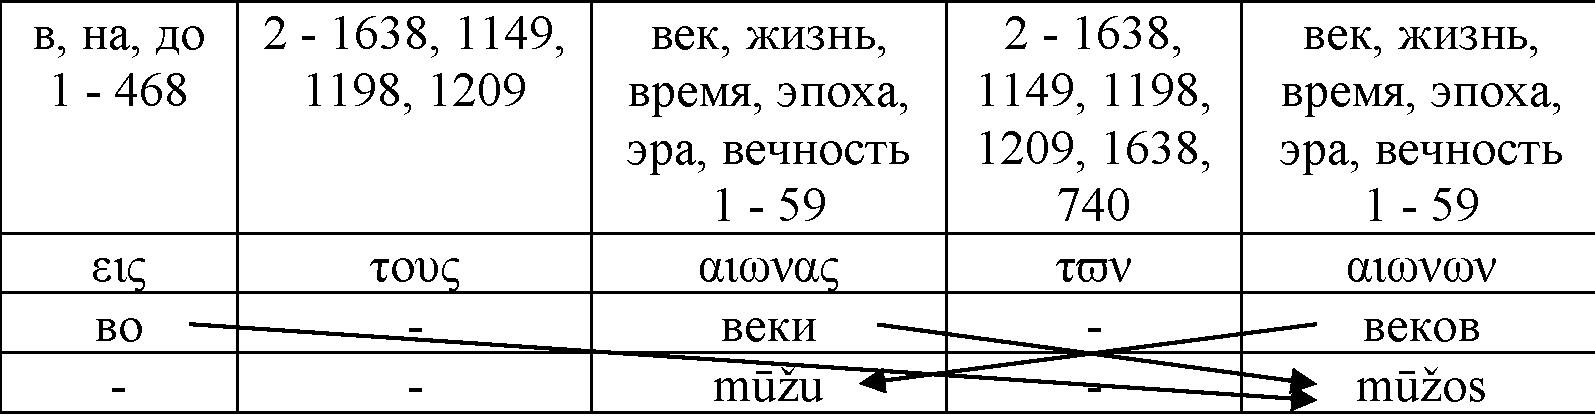 в, на, до
1 - 468
2 - 1638, 1149,
1198, 1209
век, жизнь,
время, эпоха,
эра, вечность
1 - 59
2 - 1638,
1149, 1198,
1209, 1638,
740
век, жизнь,
время, эпоха,
эра, вечность
1 - 59
εις τους αιωνας τϖν αιωνων
во - веки - веков
- - mūžu - mūžos